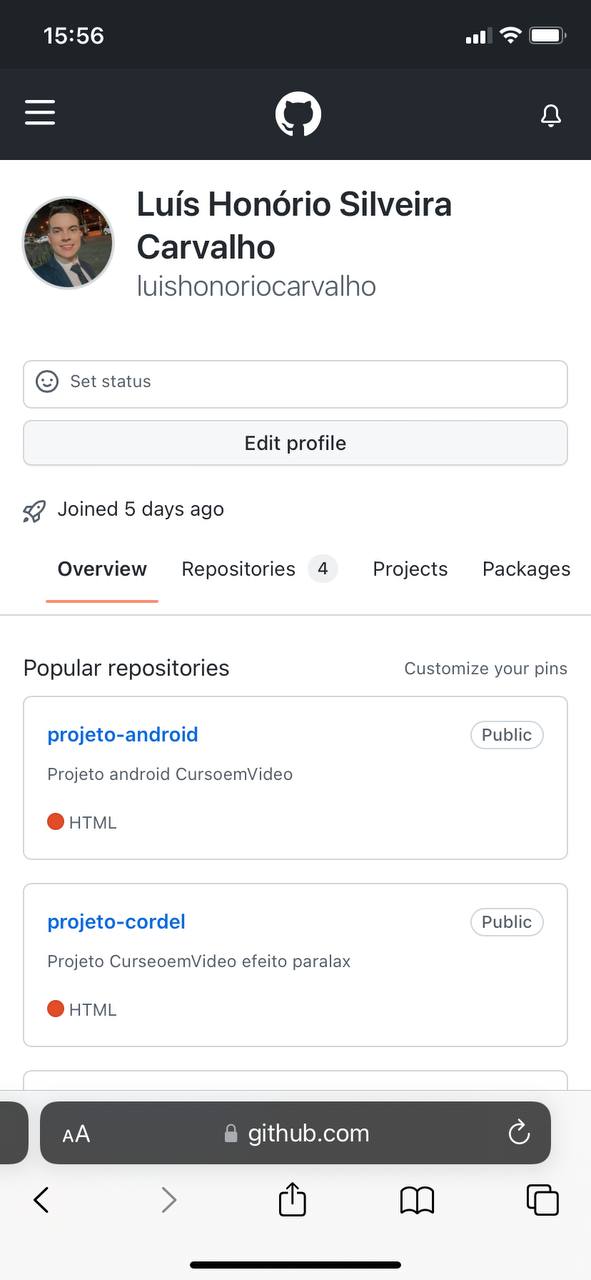 15:56
Luís Honório Silveira
Carvalho
luishonoriocarvalho
Set status
Edit profile
Joined 5 days ago
Overview Repositories 4 Projects Packages
Popular repositories Customize your pins
projeto-android Public
Projeto android CursoemVideo
HTML
projeto-cordel Public
Projeto CurseoemVideo efeito paralax
HTML
AA github.com